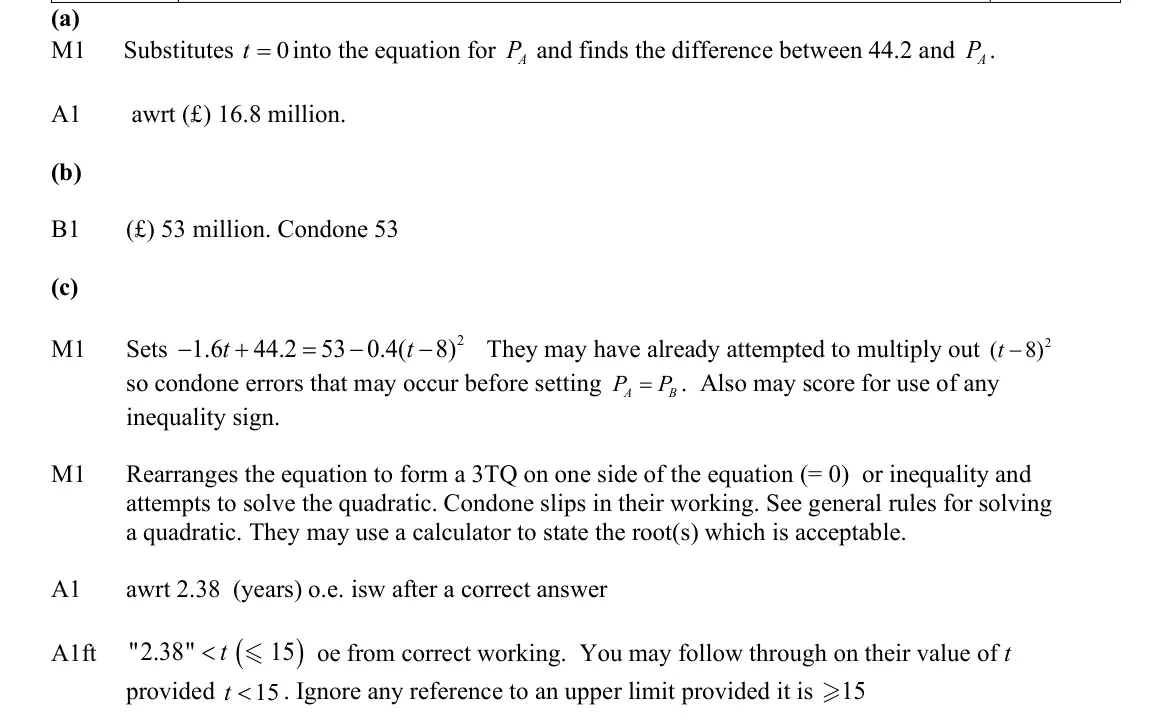 (a)
M1 Substitutes t = 0 into the equation for P_A and finds the difference between 44.2 and P_A.
A1 awrt (£) 16.8 million.
(b)
B1 (£) 53 million. Condone 53
(c)
M1 Sets −1.6t + 44.2 = 53 − 0.4(t − 8)² They may have already attempted to multiply out (t − 8)²
so condone errors that may occur before setting P_A = P_B. Also may score for use of any
inequality sign.
M1 Rearranges the equation to form a 3TQ on one side of the equation (= 0) or inequality and
attempts to solve the quadratic. Condone slips in their working. See general rules for solving
a quadratic. They may use a calculator to state the root(s) which is acceptable.
A1 awrt 2.38 (years) o.e. isw after a correct answer
A1ft "2.38" < t (⩽ 15) oe from correct working. You may follow through on their value of t
provided t < 15. Ignore any reference to an upper limit provided it is ⩾15